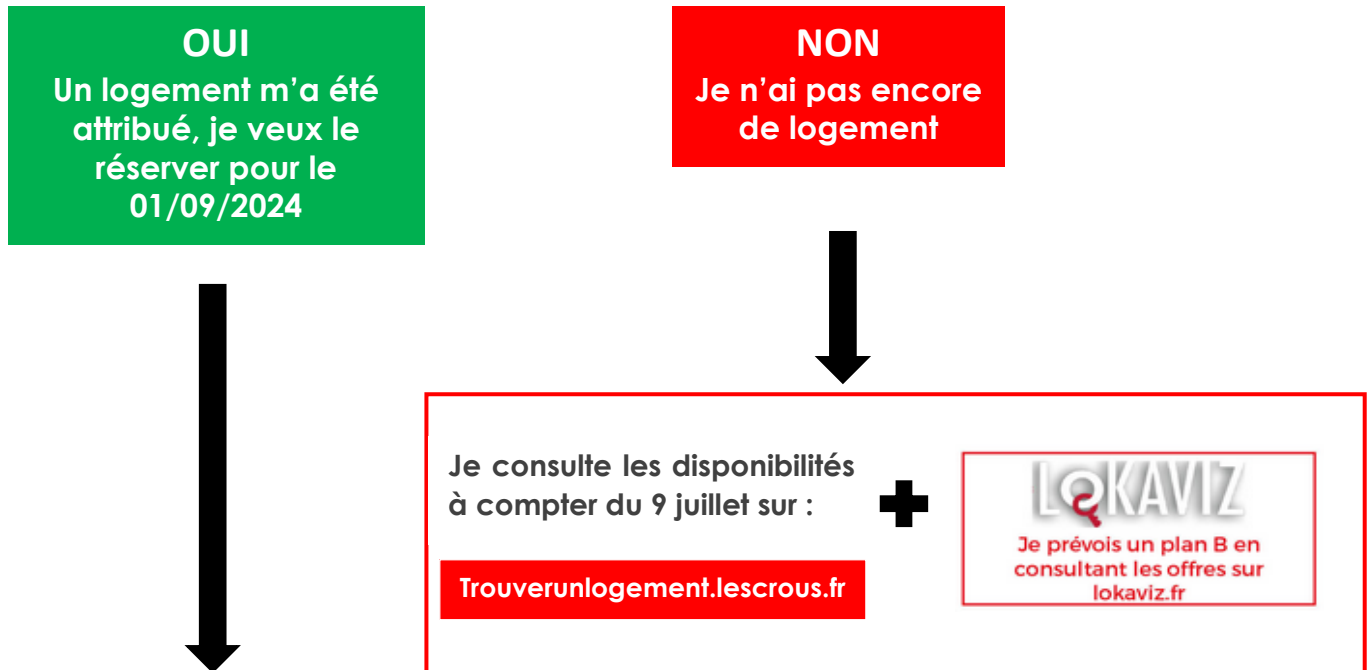 OUI
Un logement m’a été
attribué, je veux le
réserver pour le
01/09/2024
NON
Je n’ai pas encore
de logement
Je consulte les disponibilités
à compter du 9 juillet sur :
Trouverunlogement.lescrous.fr
LOKAVIZ
Je prévois un plan B en
consultant les offres sur
lokaviz.fr